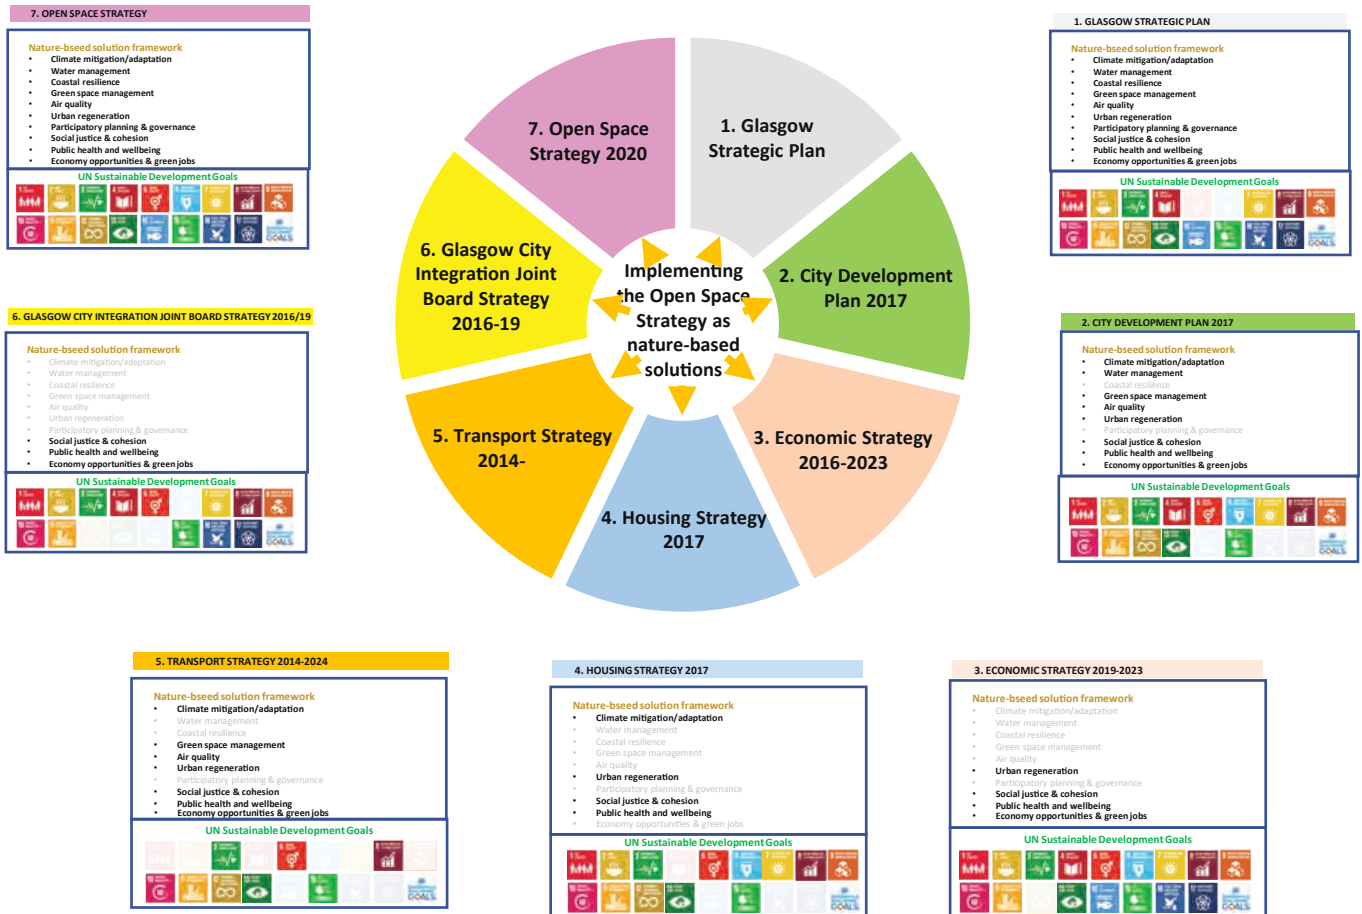 7. OPEN SPACE STRATEGY
Nature-bseed solution framework
• Climate mitigation/adaptation
• Water management
• Coastal resilience
• Green space management
• Air quality
• Urban regeneration
• Participatory planning & governance
• Social justice & cohesion
• Public health and wellbeing
• Economy opportunities & green jobs
UN Sustainable Development Goals
GOALS
1. GLASGOW STRATEGIC PLAN
Nature-bseed solution framework
• Climate mitigation/adaptation
• Water management
• Coastal resilience
• Green space management
• Air quality
• Urban regeneration
• Participatory planning & governance
• Social justice & cohesion
• Public health and wellbeing
• Economy opportunities & green jobs
UN Sustainable Development Goals
GOALS
7. Open Space
Strategy 2020
1. Glasgow
Strategic Plan
6. Glasgow City
Integration Joint
Board Strategy
2016-19
2. City Development
Plan 2017
Implementing
the Open Space
Strategy as
nature-based
solutions
5. Transport Strategy
2014-
3. Economic Strategy
2016-2023
4. Housing Strategy
2017
6. GLASGOW CITY INTEGRATION JOINT BOARD STRATEGY 2016/19
Nature-bseed solution framework
• Climate mitigation/adaptation
• Water management
• Coastal resilience
• Green space management
• Air quality
• Urban regeneration
• Participatory planning & governance
• Social justice & cohesion
• Public health and wellbeing
• Economy opportunities & green jobs
UN Sustainable Development Goals
GOALS
2. CITY DEVELOPMENT PLAN 2017
Nature-bseed solution framework
• Climate mitigation/adaptation
• Water management
• Coastal resilience
• Green space management
• Air quality
• Urban regeneration
• Participatory planning & governance
• Social justice & cohesion
• Public health and wellbeing
• Economy opportunities & green jobs
UN Sustainable Development Goals
GOALS
5. TRANSPORT STRATEGY 2014-2024
Nature-bseed solution framework
• Climate mitigation/adaptation
• Water management
• Coastal resilience
• Green space management
• Air quality
• Urban regeneration
• Participatory planning & governance
• Social justice & cohesion
• Public health and wellbeing
• Economy opportunities & green jobs
UN Sustainable Development Goals
GOALS
4. HOUSING STRATEGY 2017
Nature-bseed solution framework
• Climate mitigation/adaptation
• Water management
• Coastal resilience
• Green space management
• Air quality
• Urban regeneration
• Participatory planning & governance
• Social justice & cohesion
• Public health and wellbeing
• Economy opportunities & green jobs
UN Sustainable Development Goals
GOALS
3. ECONOMIC STRATEGY 2019-2023
Nature-bseed solution framework
• Climate mitigation/adaptation
• Water management
• Coastal resilience
• Green space management
• Air quality
• Urban regeneration
• Participatory planning & governance
• Social justice & cohesion
• Public health and wellbeing
• Economy opportunities & green jobs
UN Sustainable Development Goals
GOALS